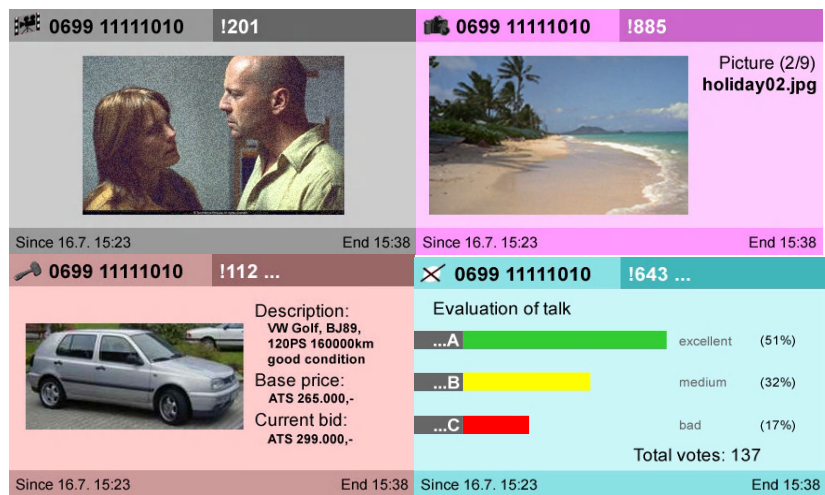 0699 11111010 !201
Since 16.7. 15:23 End 15:38
0699 11111010 !885
Picture (2/9)
holiday02.jpg
Since 16.7. 15:23 End 15:38
0699 11111010 !112 ...
Description:
VW Golf, BJ89,
120PS 160000km
good condition
Base price:
ATS 265.000,-
Current bid:
ATS 299.000,-
Since 16.7. 15:23 End 15:38
0699 11111010 !643 ...
Evaluation of talk
...A excellent (51%)
...B medium (32%)
...C bad (17%)
Total votes: 137
Since 16.7. 15:23 End 15:38